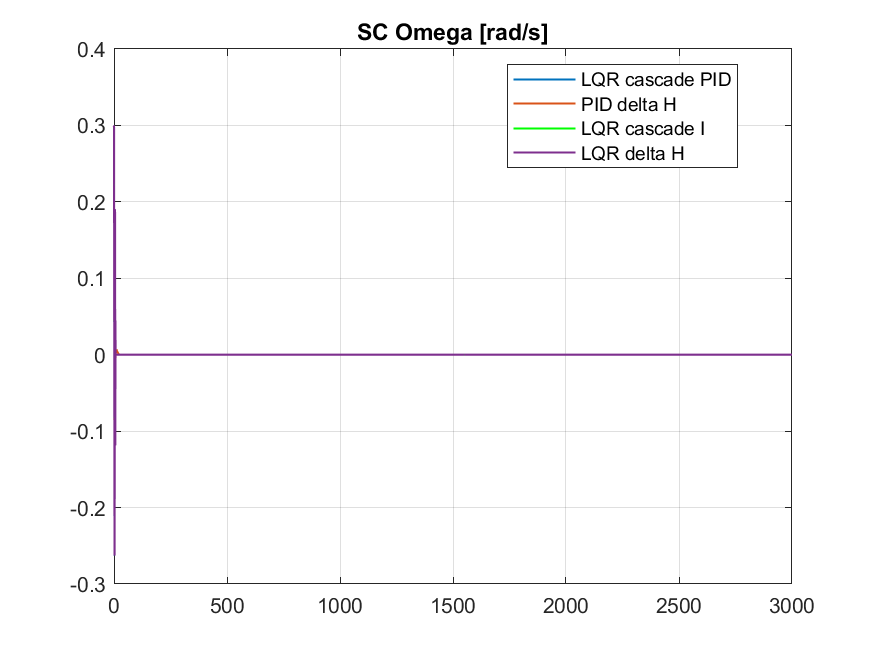 SC Omega [rad/s]
0.4
LQR cascade PID
PID delta H
LQR cascade I
LQR delta H
0.3
0.2
0.1
0
-0.1
-0.2
-0.3
0 500 1000 1500 2000 2500 3000